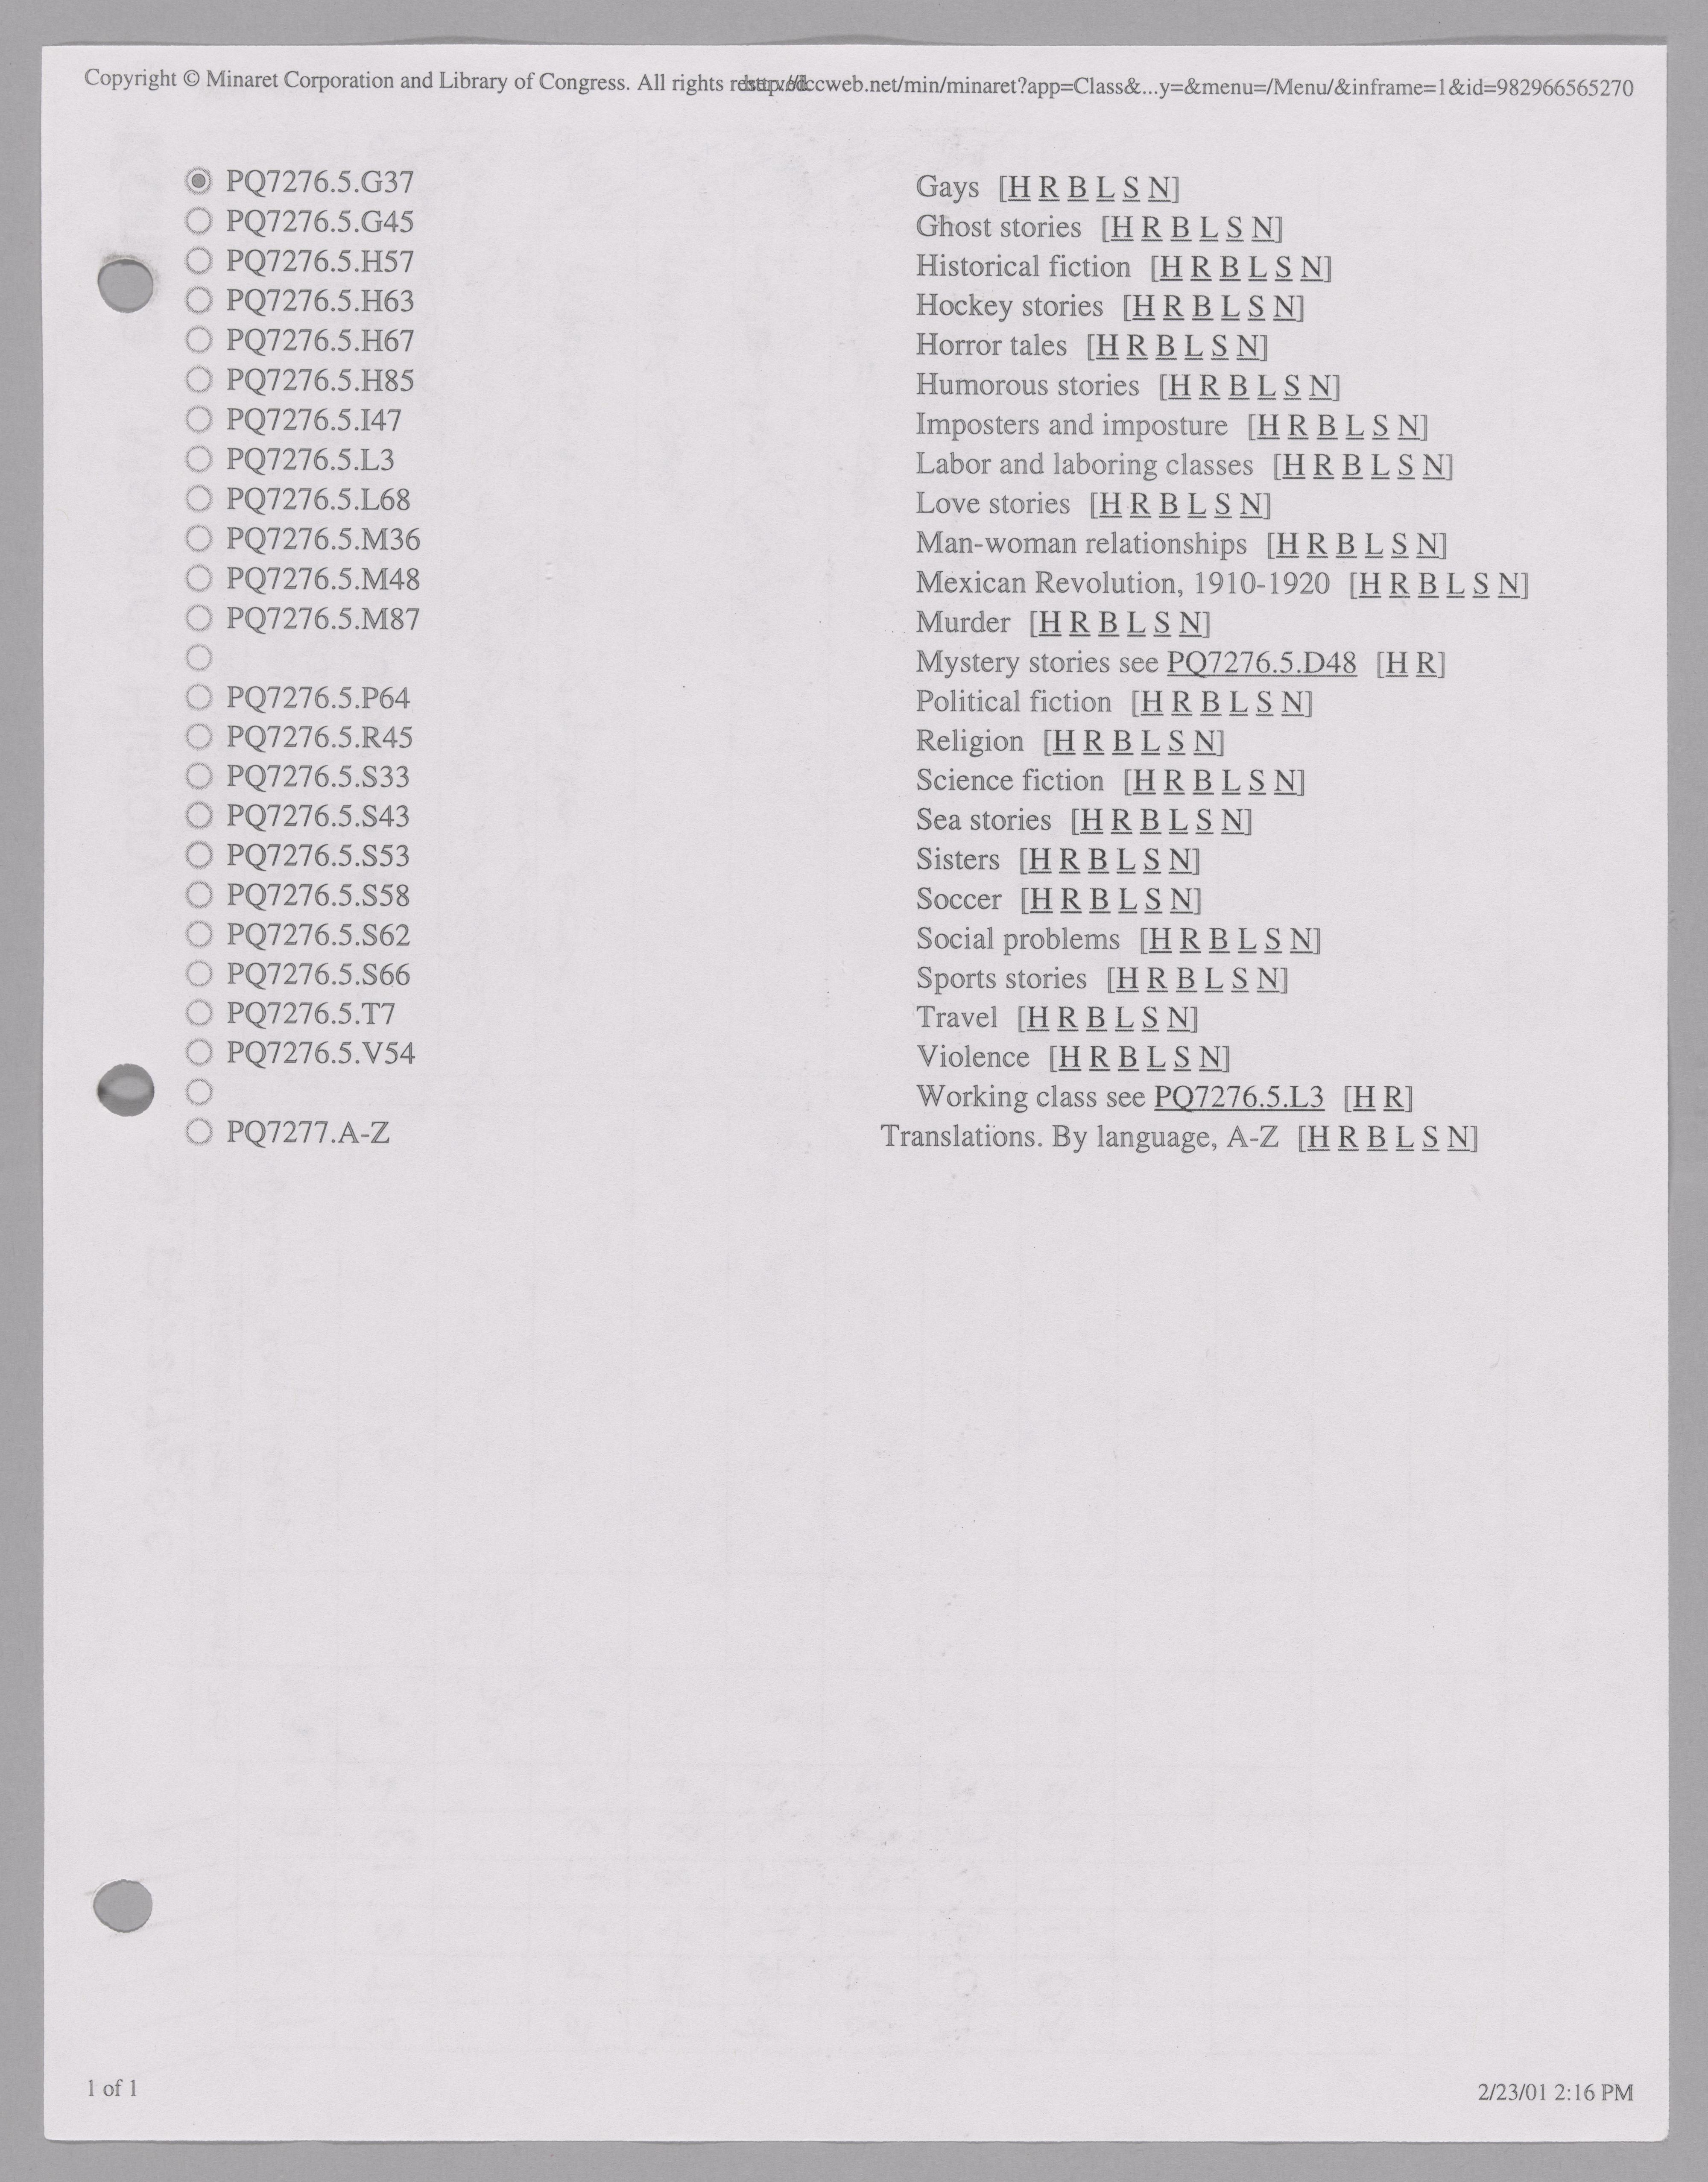 Copyright © Minaret Corporation and Library of Congress. All rights reserved. http://lccweb.net/min/minaret?app=Class&...y=&menu=/Menu/&inframe=1&id=982966565270
PQ7276.5.G37 Gays [H R B L S N]
PQ7276.5.G45 Ghost stories [H R B L S N]
PQ7276.5.H57 Historical fiction [H R B L S N]
PQ7276.5.H63 Hockey stories [H R B L S N]
PQ7276.5.H67 Horror tales [H R B L S N]
PQ7276.5.H85 Humorous stories [H R B L S N]
PQ7276.5.I47 Imposters and imposture [H R B L S N]
PQ7276.5.L3 Labor and laboring classes [H R B L S N]
PQ7276.5.L68 Love stories [H R B L S N]
PQ7276.5.M36 Man-woman relationships [H R B L S N]
PQ7276.5.M48 Mexican Revolution, 1910-1920 [H R B L S N]
PQ7276.5.M87 Murder [H R B L S N]
Mystery stories see PQ7276.5.D48 [H R]
PQ7276.5.P64 Political fiction [H R B L S N]
PQ7276.5.R45 Religion [H R B L S N]
PQ7276.5.S33 Science fiction [H R B L S N]
PQ7276.5.S43 Sea stories [H R B L S N]
PQ7276.5.S53 Sisters [H R B L S N]
PQ7276.5.S58 Soccer [H R B L S N]
PQ7276.5.S62 Social problems [H R B L S N]
PQ7276.5.S66 Sports stories [H R B L S N]
PQ7276.5.T7 Travel [H R B L S N]
PQ7276.5.V54 Violence [H R B L S N]
Working class see PQ7276.5.L3 [H R]
PQ7277.A-Z Translations. By language, A-Z [H R B L S N]
1 of 1 2/23/01 2:16 PM